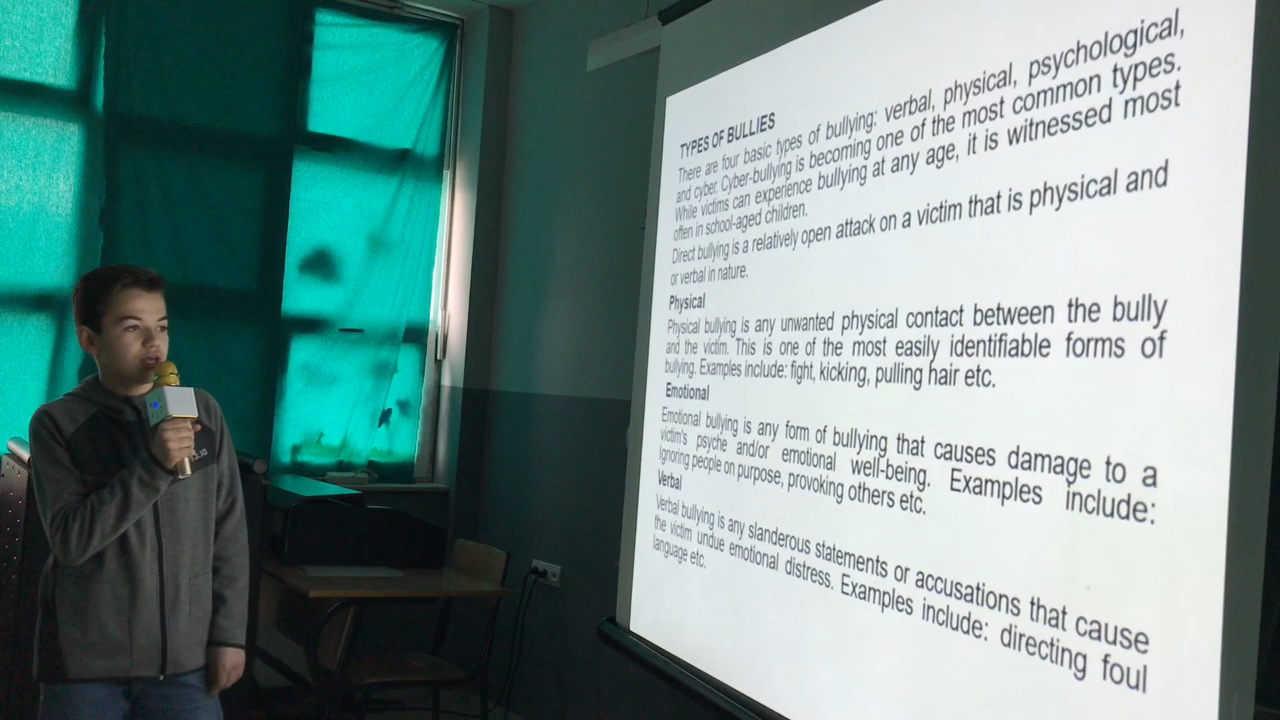 TYPES OF BULLIES
There are four basic types of bullying: verbal, physical, psychological,
and cyber. Cyber-bullying is becoming one of the most common types.
While victims can experience bullying at any age, it is witnessed most
often in school-aged children.
Direct bullying is a relatively open attack on a victim that is physical and
or verbal in nature.
Physical
Physical bullying is any unwanted physical contact between the bully
and the victim. This is one of the most easily identifiable forms of
bullying. Examples include: fight, kicking, pulling hair etc.
Emotional
Emotional bullying is any form of bullying that causes damage to a
victim's psyche and/or emotional well-being. Examples include:
Ignoring people on purpose, provoking others etc.
Verbal
Verbal bullying is any slanderous statements or accusations that cause
the victim undue emotional distress. Examples include: directing foul
language etc.